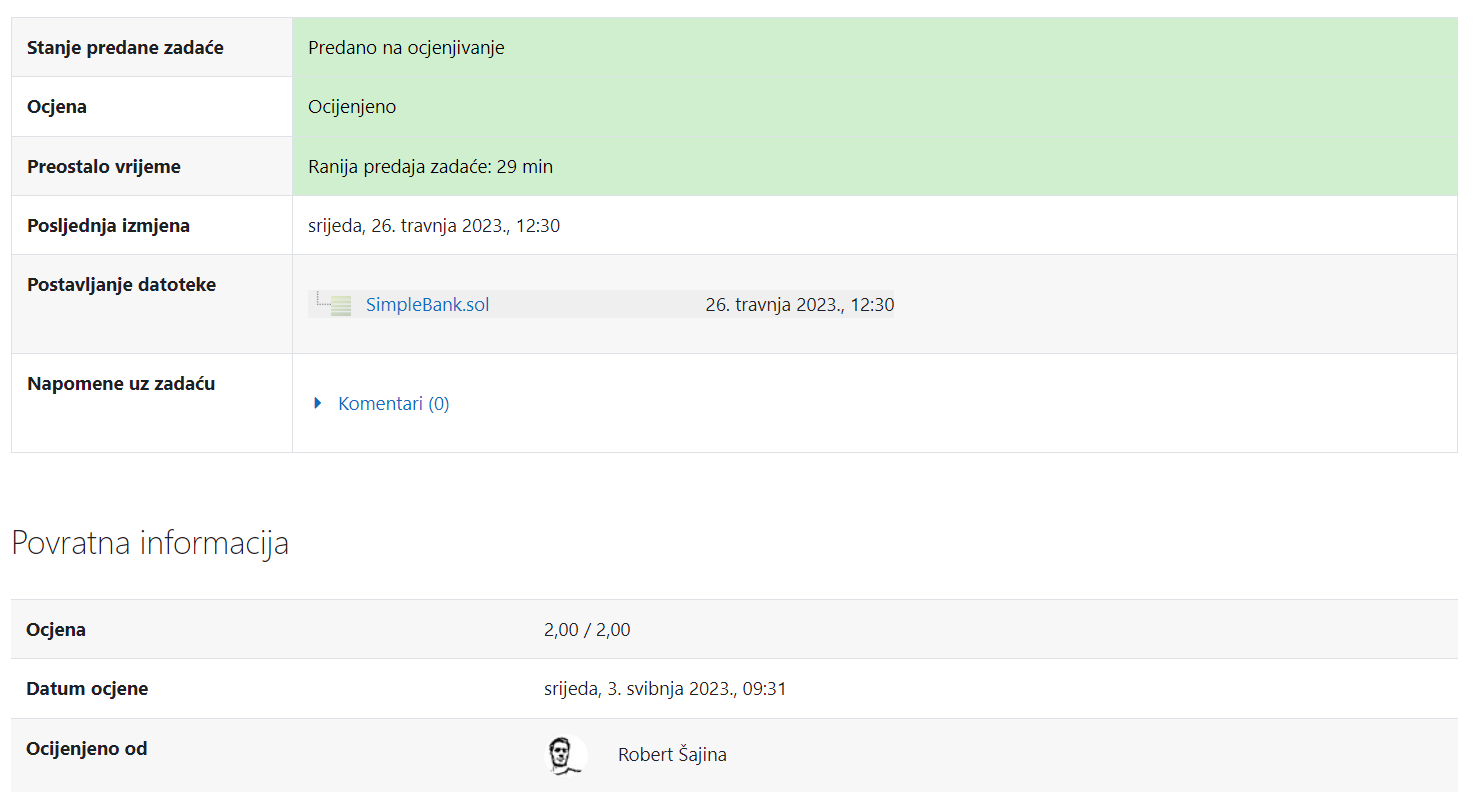 Stanje predane zadaće Predano na ocjenjivanje
Ocjena Ocijenjeno
Preostalo vrijeme Ranija predaja zadaće: 29 min
Posljednja izmjena srijeda, 26. travnja 2023., 12:30
Postavljanje datoteke SimpleBank.sol 26. travnja 2023., 12:30
Napomene uz zadaću Komentari (0)
Povratna informacija
Ocjena 2,00 / 2,00
Datum ocjene srijeda, 3. svibnja 2023., 09:31
Ocijenjeno od Robert Šajina